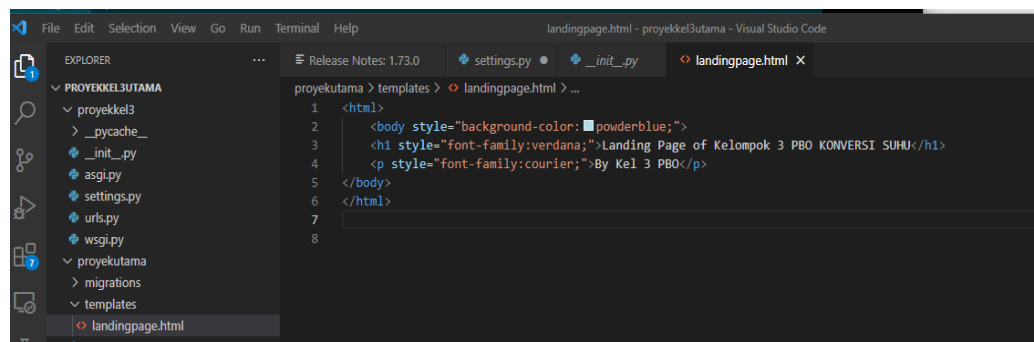 File Edit Selection View Go Run Terminal Help landingpage.html - proyekkel3utama - Visual Studio Code
EXPLORER ...
Release Notes: 1.73.0 settings.py __init__.py landingpage.html
PROYEKKEL3UTAMA
proyekutama > templates > landingpage.html > ...
proyekkel3
__pycache__
__init__.py
asgi.py
settings.py
urls.py
wsgi.py
proyekutama
migrations
templates
landingpage.html
1 <html>
2 <body style="background-color: powderblue;">
3 <h1 style="font-family:verdana;">Landing Page of Kelompok 3 PBO KONVERSI SUHU</h1>
4 <p style="font-family:courier;">By Kel 3 PBO</p>
5 </body>
6 </html>
7
8
1
7